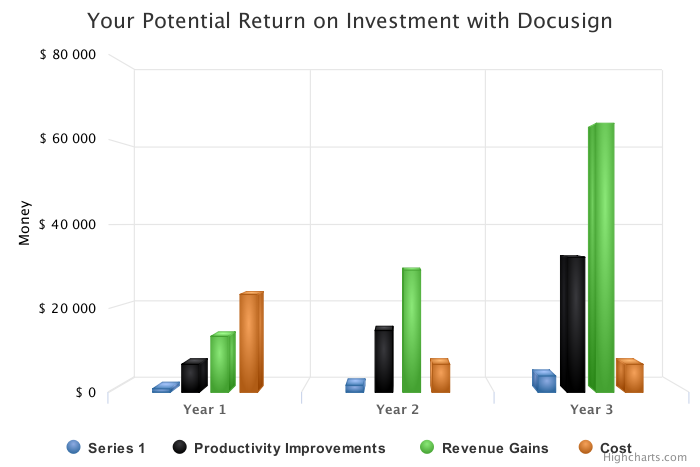 Your Potential Return on Investment with Docusign
$ 80 000
$ 60 000
$ 40 000
$ 20 000
$ 0
Money
Year 1
Year 2
Year 3
Series 1
Productivity Improvements
Revenue Gains
Cost
Highcharts.com